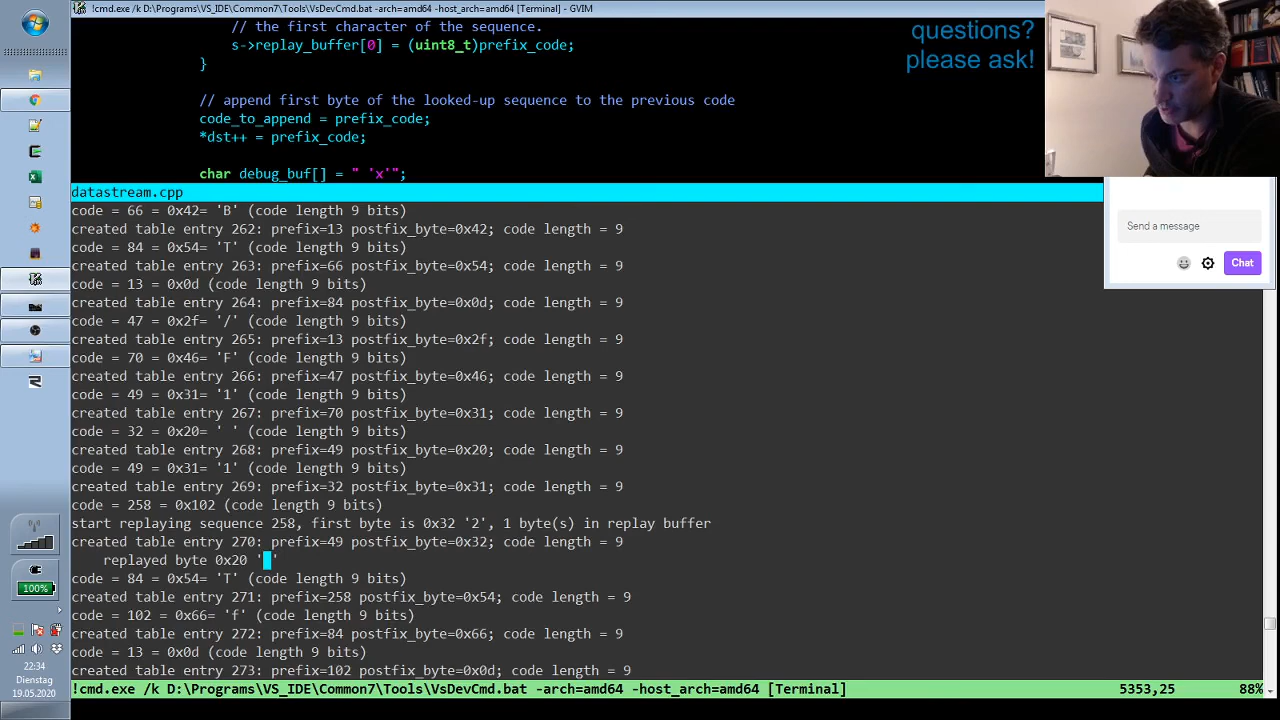 !cmd.exe /k D:\Programs\VS_IDE\Common7\Tools\VsDevCmd.bat -arch=amd64 -host_arch=amd64 [Terminal] - GVIM
// the first character of the sequence.
s->replay_buffer[0] = (uint8_t)prefix_code;
}
// append first byte of the looked-up sequence to the previous code
code_to_append = prefix_code;
*dst++ = prefix_code;
char debug_buf[] = " 'x'";
questions?
please ask!
datastream.cpp
code = 66 = 0x42= 'B' (code length 9 bits)
created table entry 262: prefix=13 postfix_byte=0x42; code length = 9
code = 84 = 0x54= 'T' (code length 9 bits)
created table entry 263: prefix=66 postfix_byte=0x54; code length = 9
code = 13 = 0x0d (code length 9 bits)
created table entry 264: prefix=84 postfix_byte=0x0d; code length = 9
code = 47 = 0x2f= '/' (code length 9 bits)
created table entry 265: prefix=13 postfix_byte=0x2f; code length = 9
code = 70 = 0x46= 'F' (code length 9 bits)
created table entry 266: prefix=47 postfix_byte=0x46; code length = 9
code = 49 = 0x31= '1' (code length 9 bits)
created table entry 267: prefix=70 postfix_byte=0x31; code length = 9
code = 32 = 0x20= ' ' (code length 9 bits)
created table entry 268: prefix=49 postfix_byte=0x20; code length = 9
code = 49 = 0x31= '1' (code length 9 bits)
created table entry 269: prefix=32 postfix_byte=0x31; code length = 9
code = 258 = 0x102 (code length 9 bits)
start replaying sequence 258, first byte is 0x32 '2', 1 byte(s) in replay buffer
created table entry 270: prefix=49 postfix_byte=0x32; code length = 9
replayed byte 0x20 ' '
code = 84 = 0x54= 'T' (code length 9 bits)
created table entry 271: prefix=258 postfix_byte=0x54; code length = 9
code = 102 = 0x66= 'f' (code length 9 bits)
created table entry 272: prefix=84 postfix_byte=0x66; code length = 9
code = 13 = 0x0d (code length 9 bits)
created table entry 273: prefix=102 postfix_byte=0x0d; code length = 9
!cmd.exe /k D:\Programs\VS_IDE\Common7\Tools\VsDevCmd.bat -arch=amd64 -host_arch=amd64 [Terminal] 5353,25 88%
Send a message
Chat
100%
22:34
Dienstag
19.05.2020